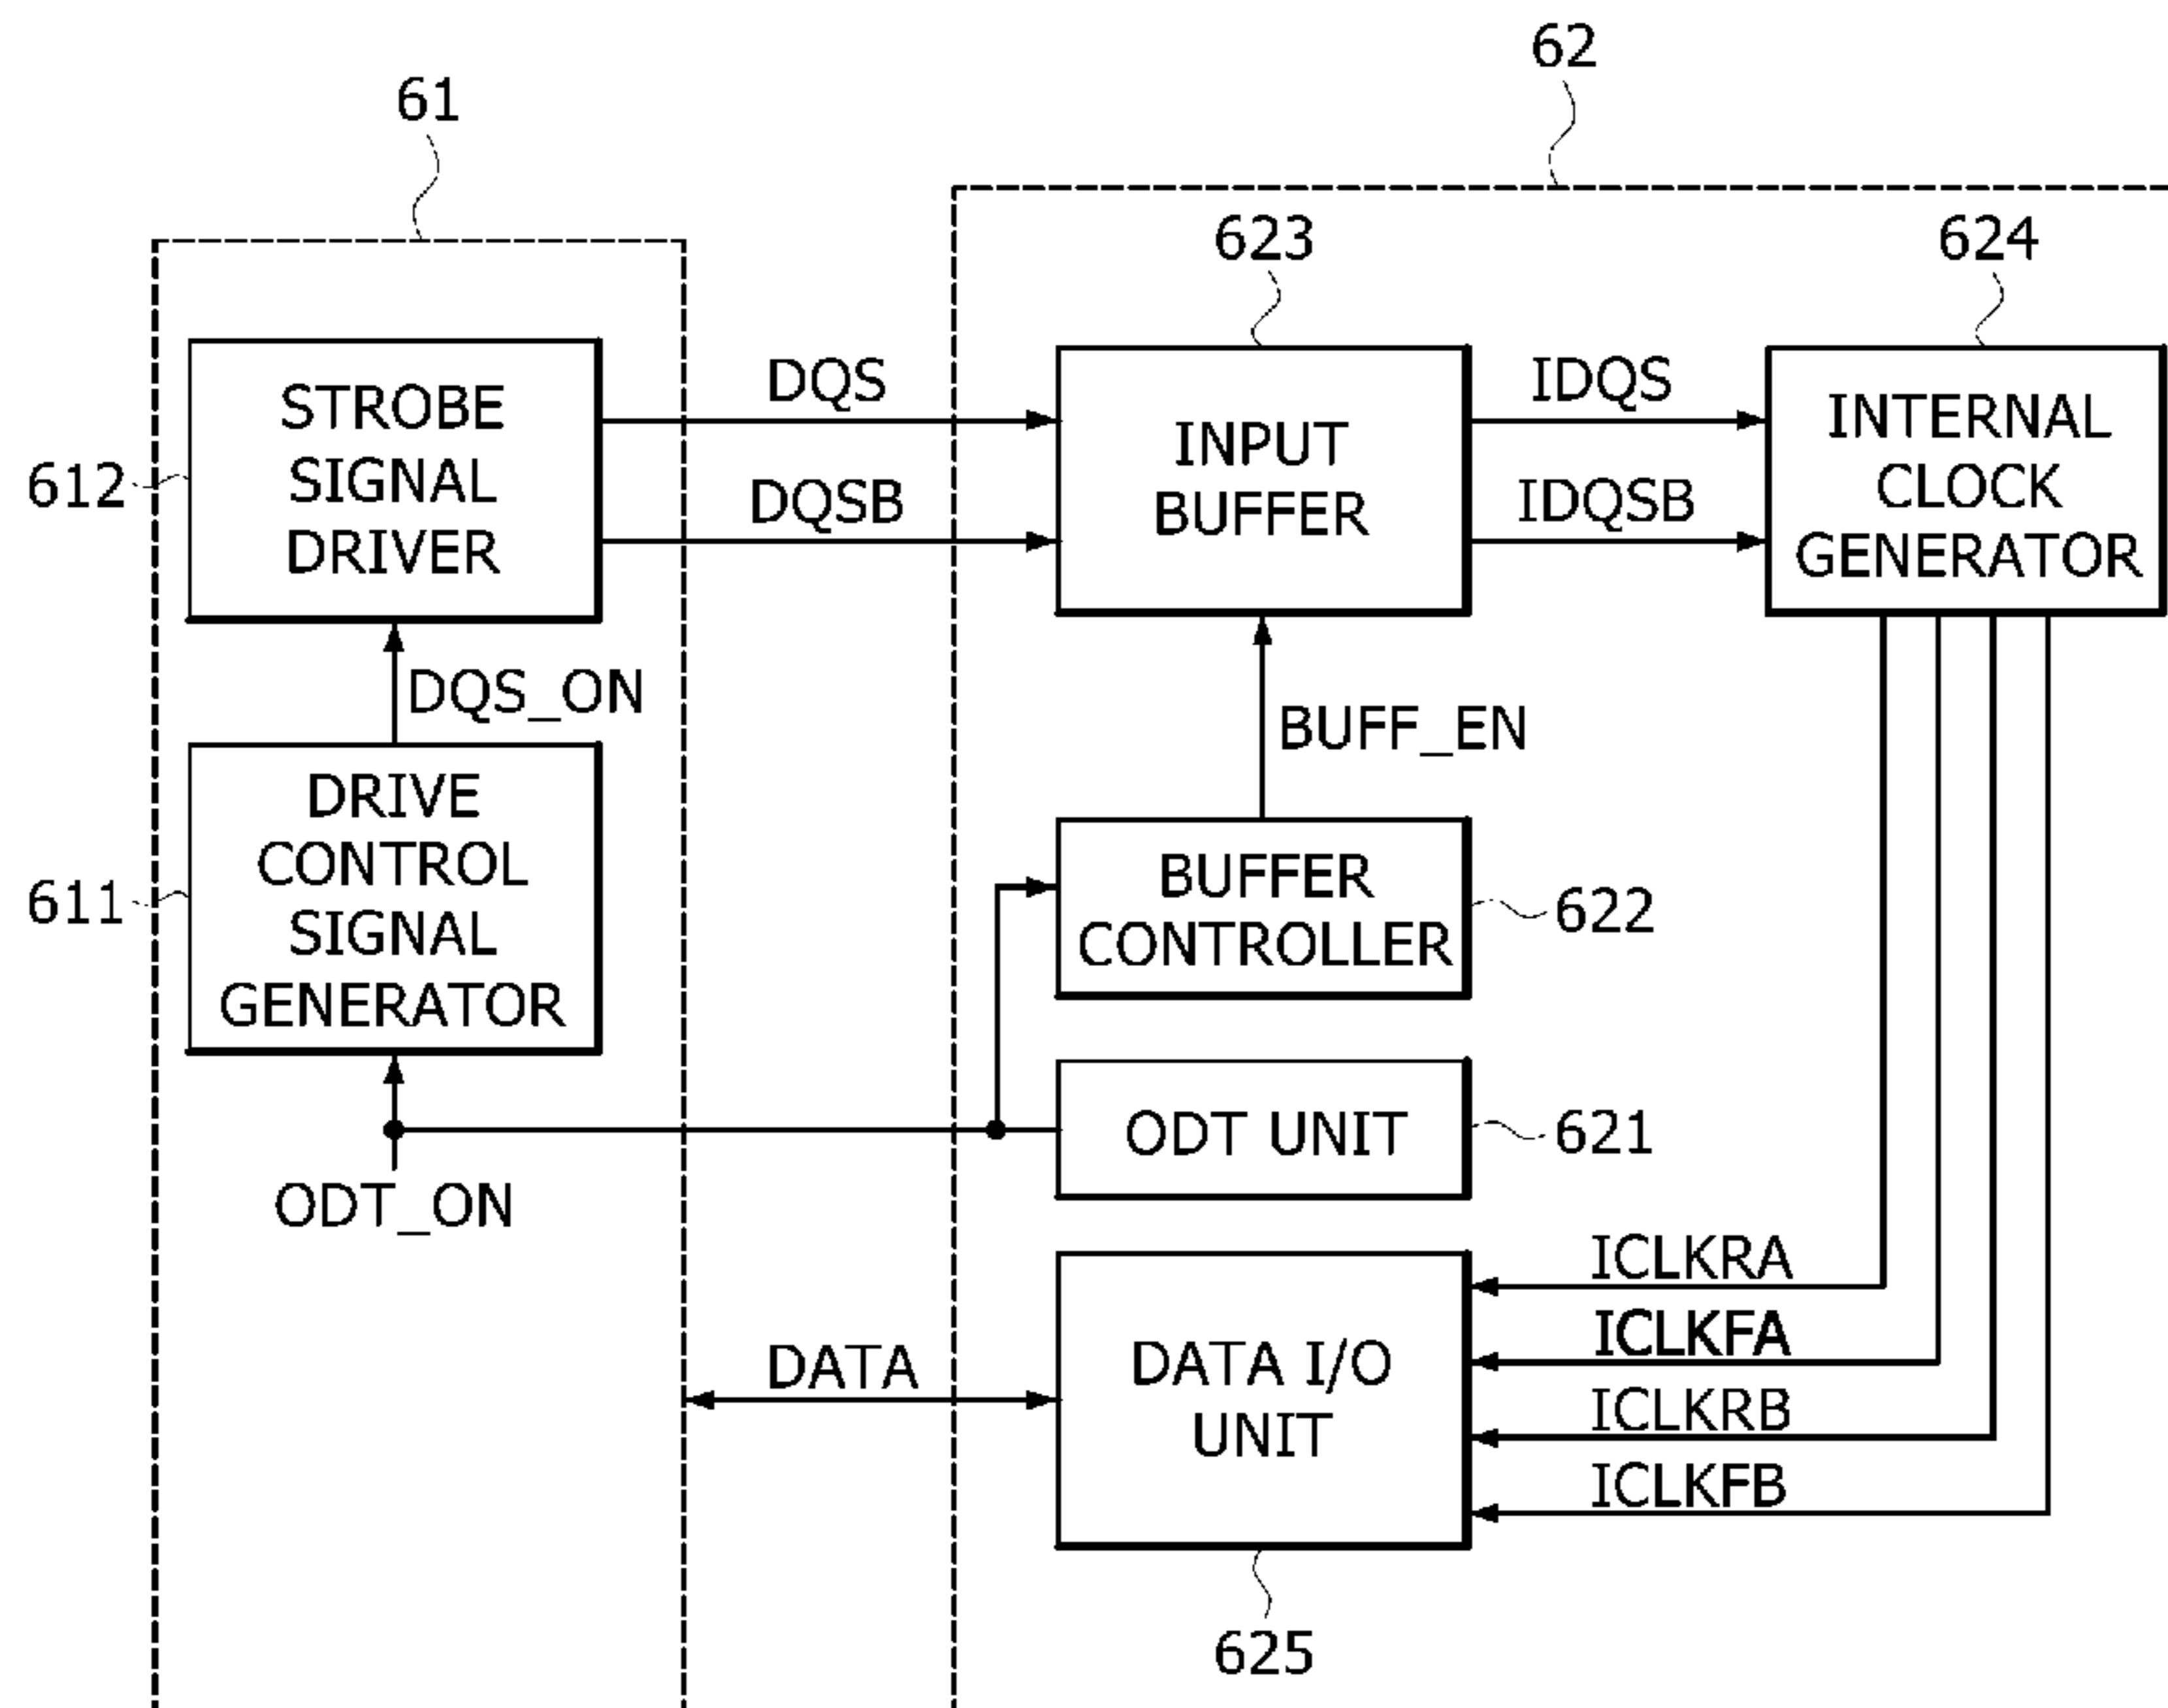 62
61
623
624
STROBE
SIGNAL
DRIVER
612
DQS
DQSB
INPUT
BUFFER
IDQS
IDQSB
INTERNAL
CLOCK
GENERATOR
DQS_ON
BUFF_EN
DRIVE
CONTROL
SIGNAL
GENERATOR
611
BUFFER
CONTROLLER
622
ODT UNIT
621
ODT_ON
DATA
DATA I/O
UNIT
ICLKRA
ICLKFA
ICLKRB
ICLKFB
625